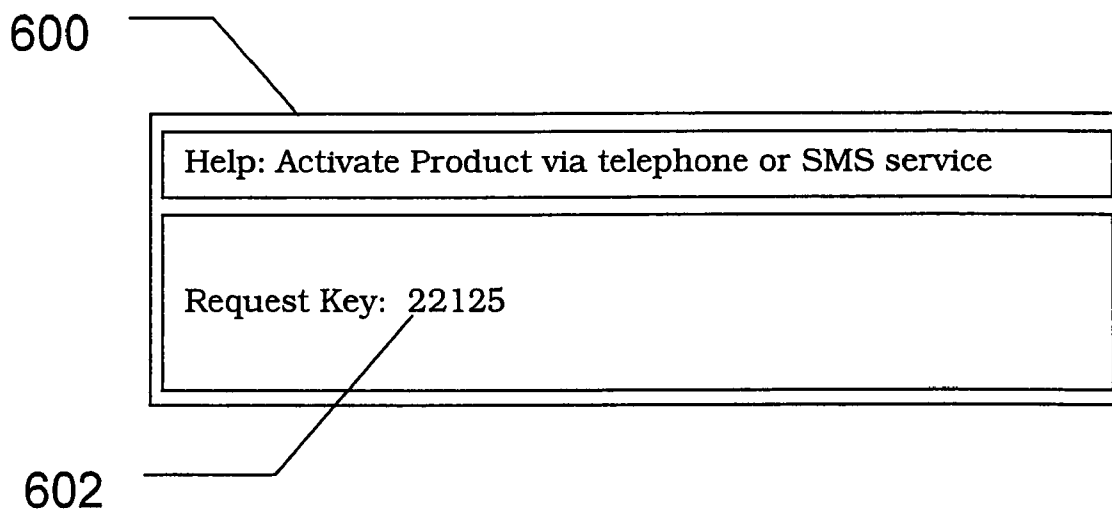 600
Help: Activate Product via telephone or SMS service
Request Key: 22125
602